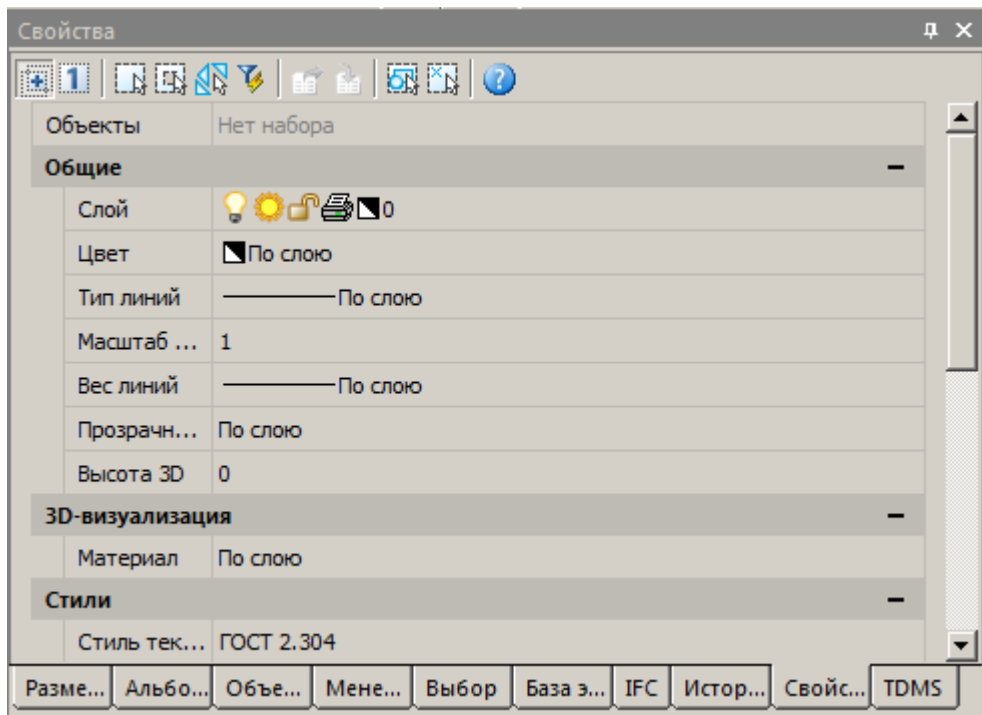 Свойства
1
?
Объекты Нет набора
Общие
Слой 0
Цвет По слою
Тип линий По слою
Масштаб ... 1
Вес линий По слою
Прозрачн... По слою
Высота 3D 0
3D-визуализация
Материал По слою
Стили
Стиль тек... ГОСТ 2.304
Разме... Альбо... Объе... Мене... Выбор База э... IFC Истор... Свойс... TDMS